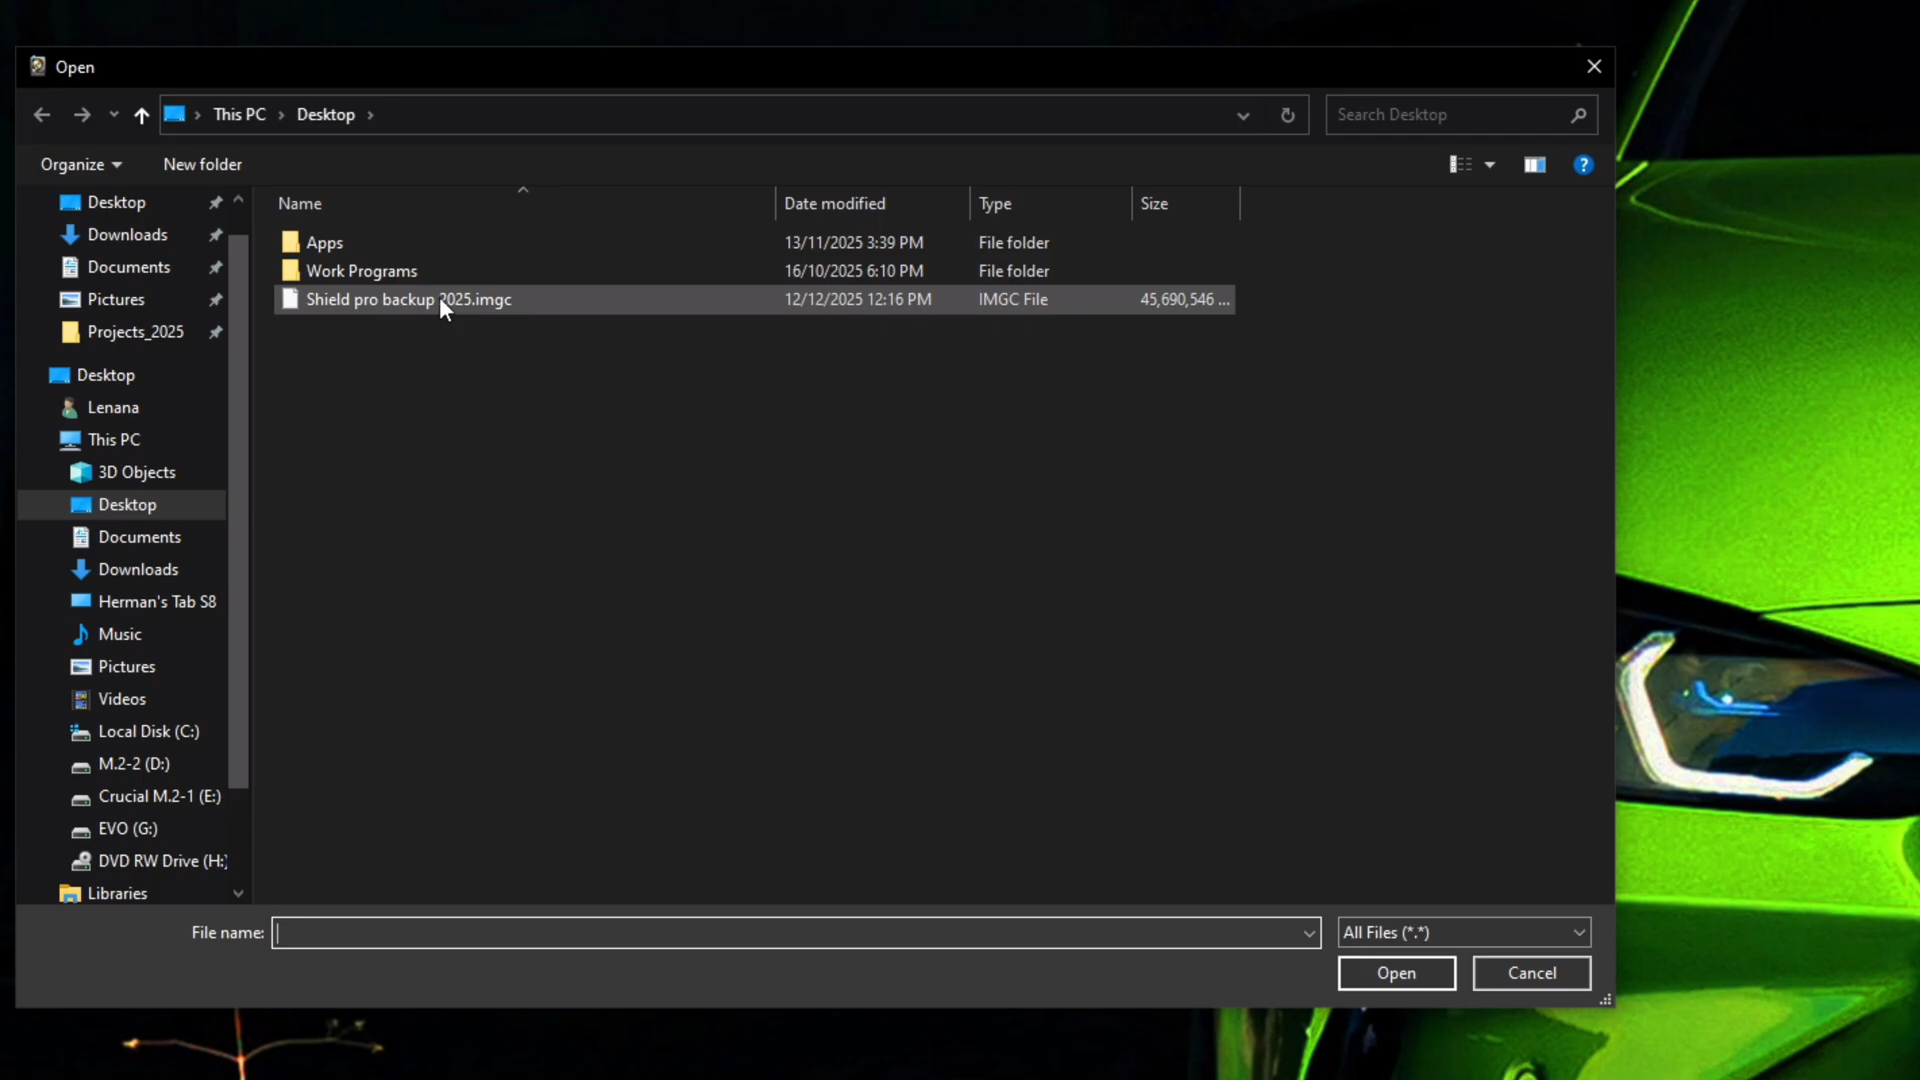 Open
This PC > Desktop >
Search Desktop
Organize
New folder
?
Name
Date modified
Type
Size
Apps
13/11/2025 3:39 PM
File folder
Work Programs
16/10/2025 6:10 PM
File folder
Shield pro backup 2025.imgc
12/12/2025 12:16 PM
IMGC File
45,690,546 ...
Desktop
Downloads
Documents
Pictures
Projects_2025
Desktop
Lenana
This PC
3D Objects
Desktop
Documents
Downloads
Herman's Tab S8
Music
Pictures
Videos
Local Disk (C:)
M.2-2 (D:)
Crucial M.2-1 (E:)
EVO (G:)
DVD RW Drive (H:)
Libraries
File name:
All Files (*.*)
Open
Cancel